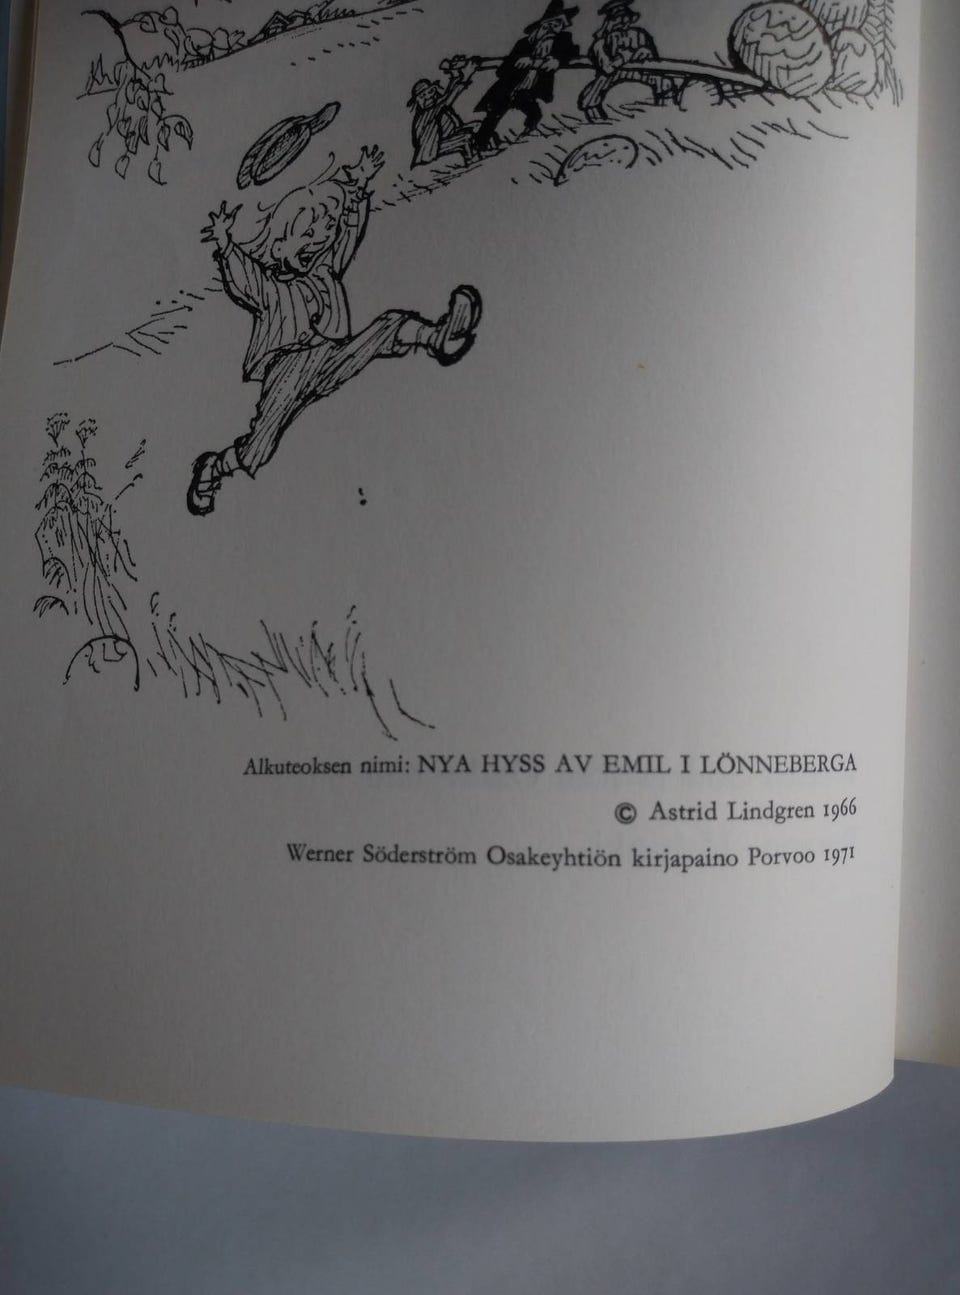 Alkuteoksen nimi: NYA HYSS AV EMIL I LÖNNEBERGA
© Astrid Lindgren 1966
Werner Söderström Osakeyhtiön kirjapaino Porvoo 1971